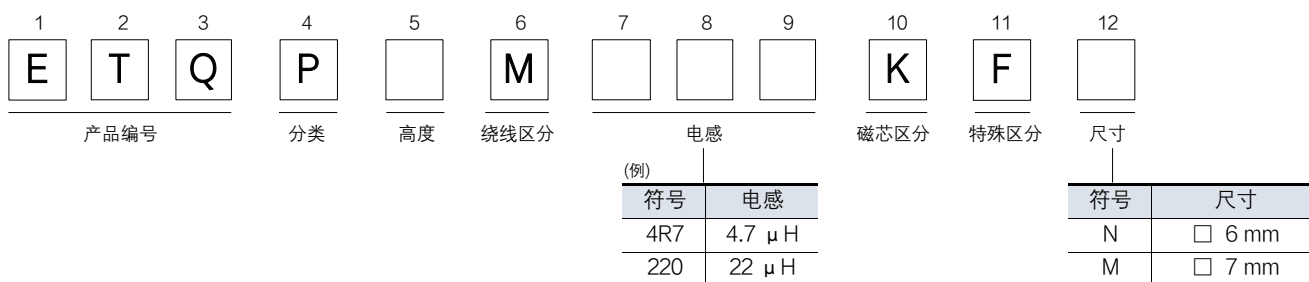 1 2 3 4 5 6 7 8 9 10 11 12
E T Q P M K F
产品编号 分类 高度 绕线区分 电感 磁芯区分 特殊区分 尺寸
(例)
符号 电感 符号 尺寸
4R7 4.7 μH N □ 6 mm
220 22 μH M □ 7 mm